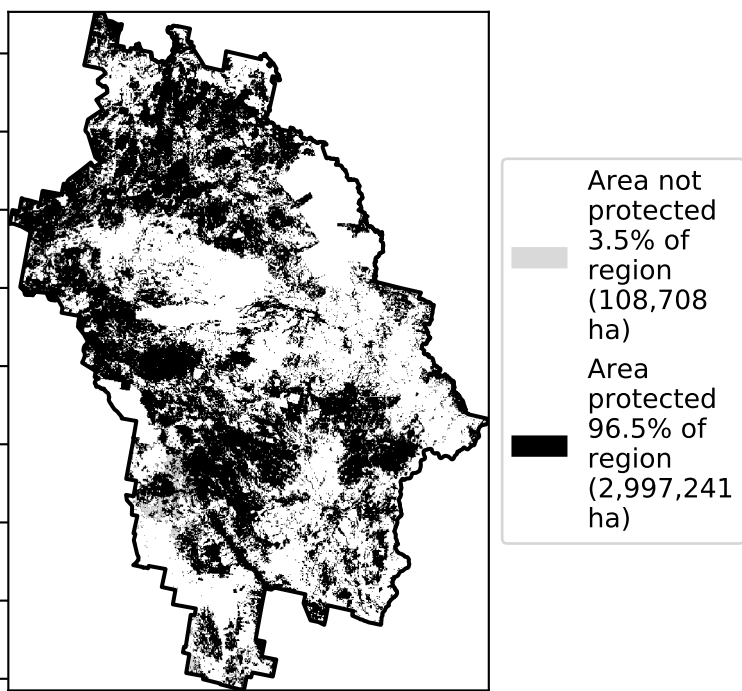 Area not
protected
3.5% of
region
(108,708
ha)
Area
protected
96.5% of
region
(2,997,241
ha)